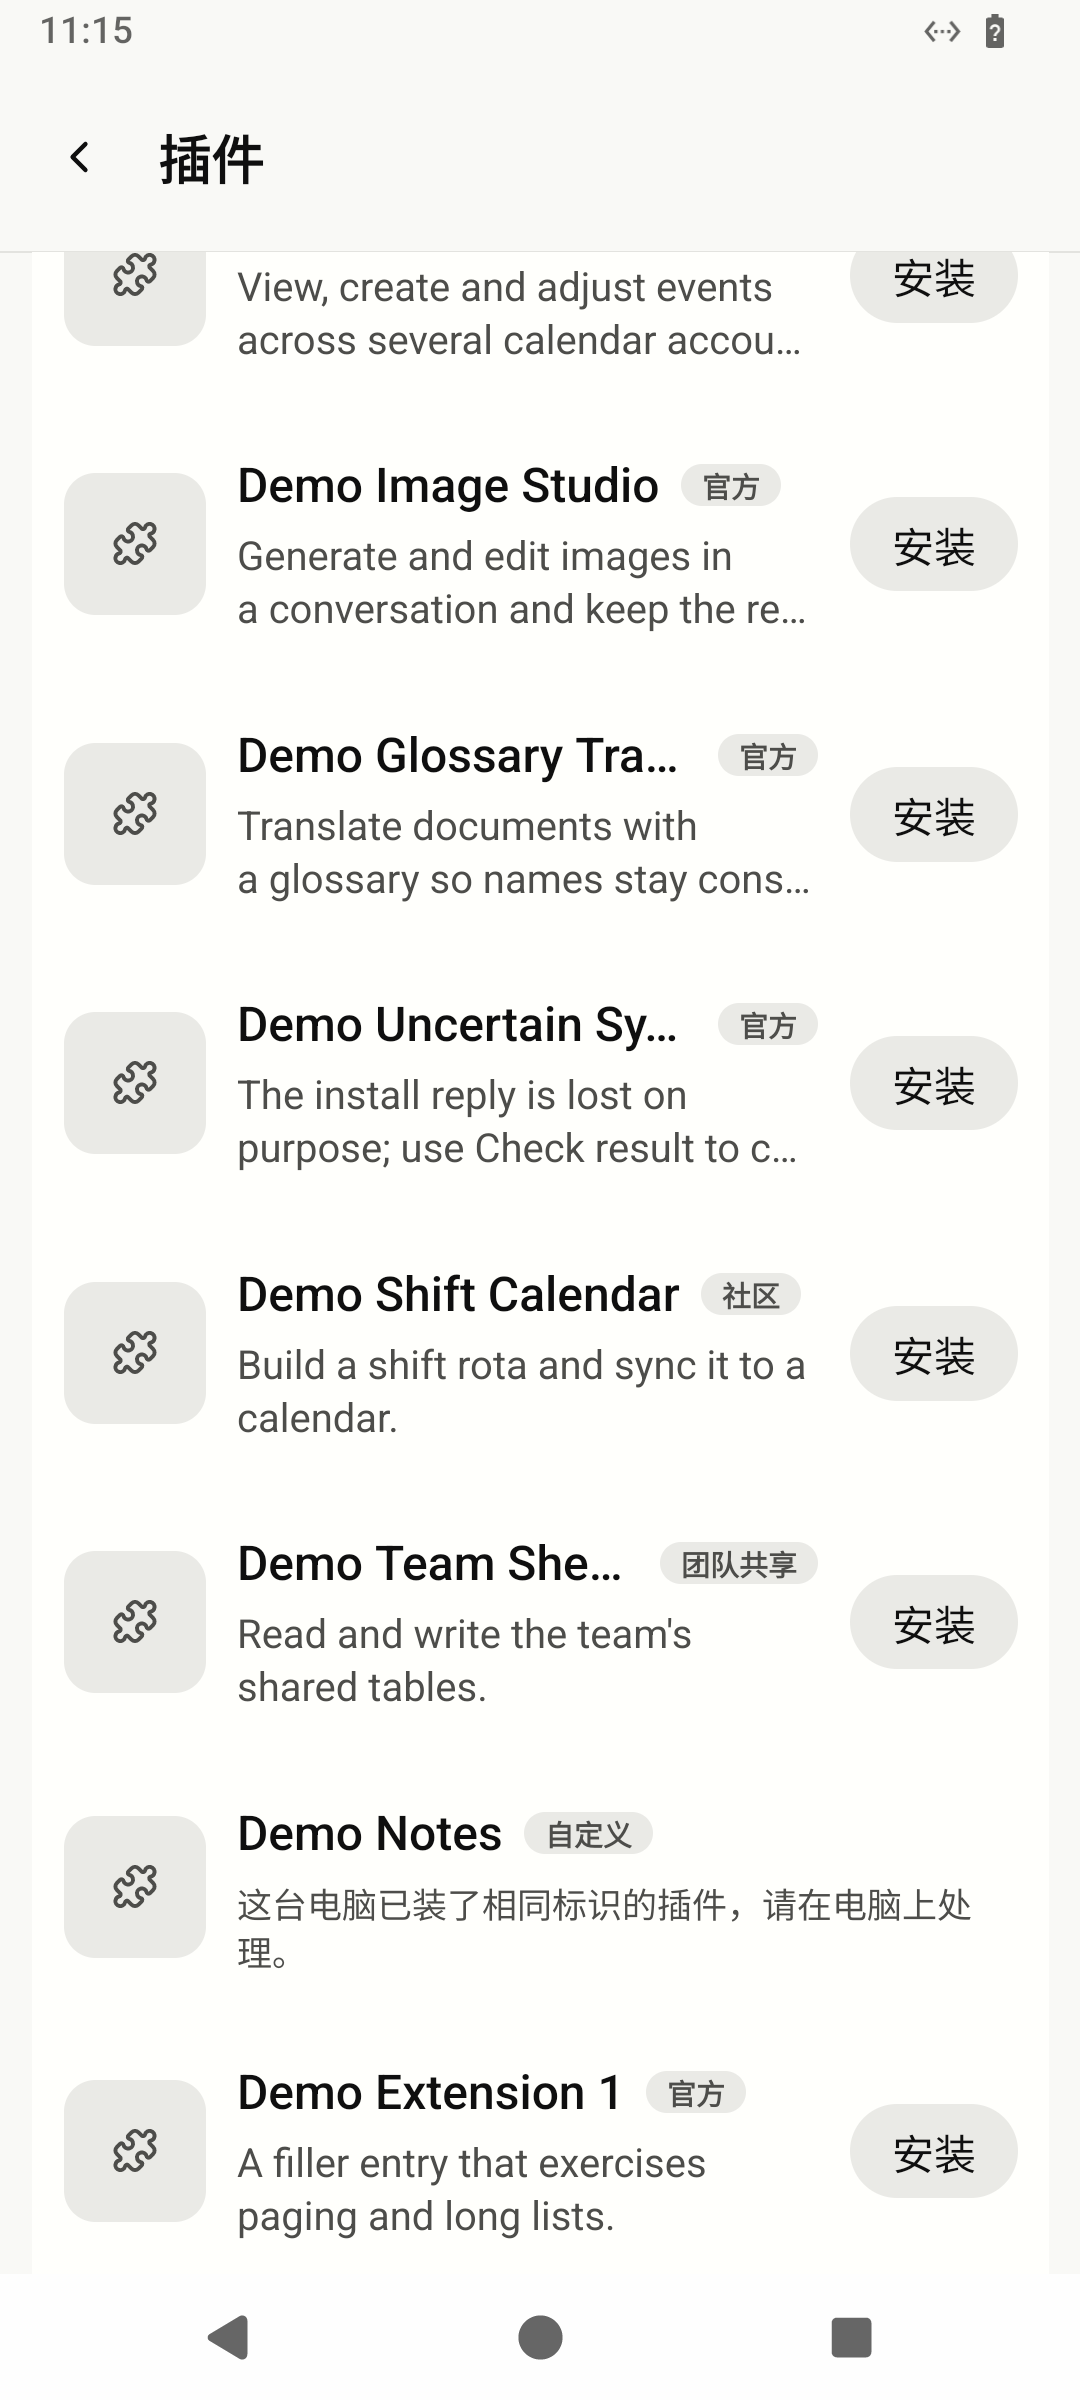 11:15
插件
View, create and adjust events
across several calendar accou...
安装
Demo Image Studio 官方
Generate and edit images in
a conversation and keep the re...
安装
Demo Glossary Tra... 官方
Translate documents with
a glossary so names stay cons...
安装
Demo Uncertain Sy... 官方
The install reply is lost on
purpose; use Check result to c...
安装
Demo Shift Calendar 社区
Build a shift rota and sync it to a
calendar.
安装
Demo Team She... 团队共享
Read and write the team's
shared tables.
安装
Demo Notes 自定义
这台电脑已装了相同标识的插件，请在电脑上处
理。
Demo Extension 1 官方
A filler entry that exercises
paging and long lists.
安装